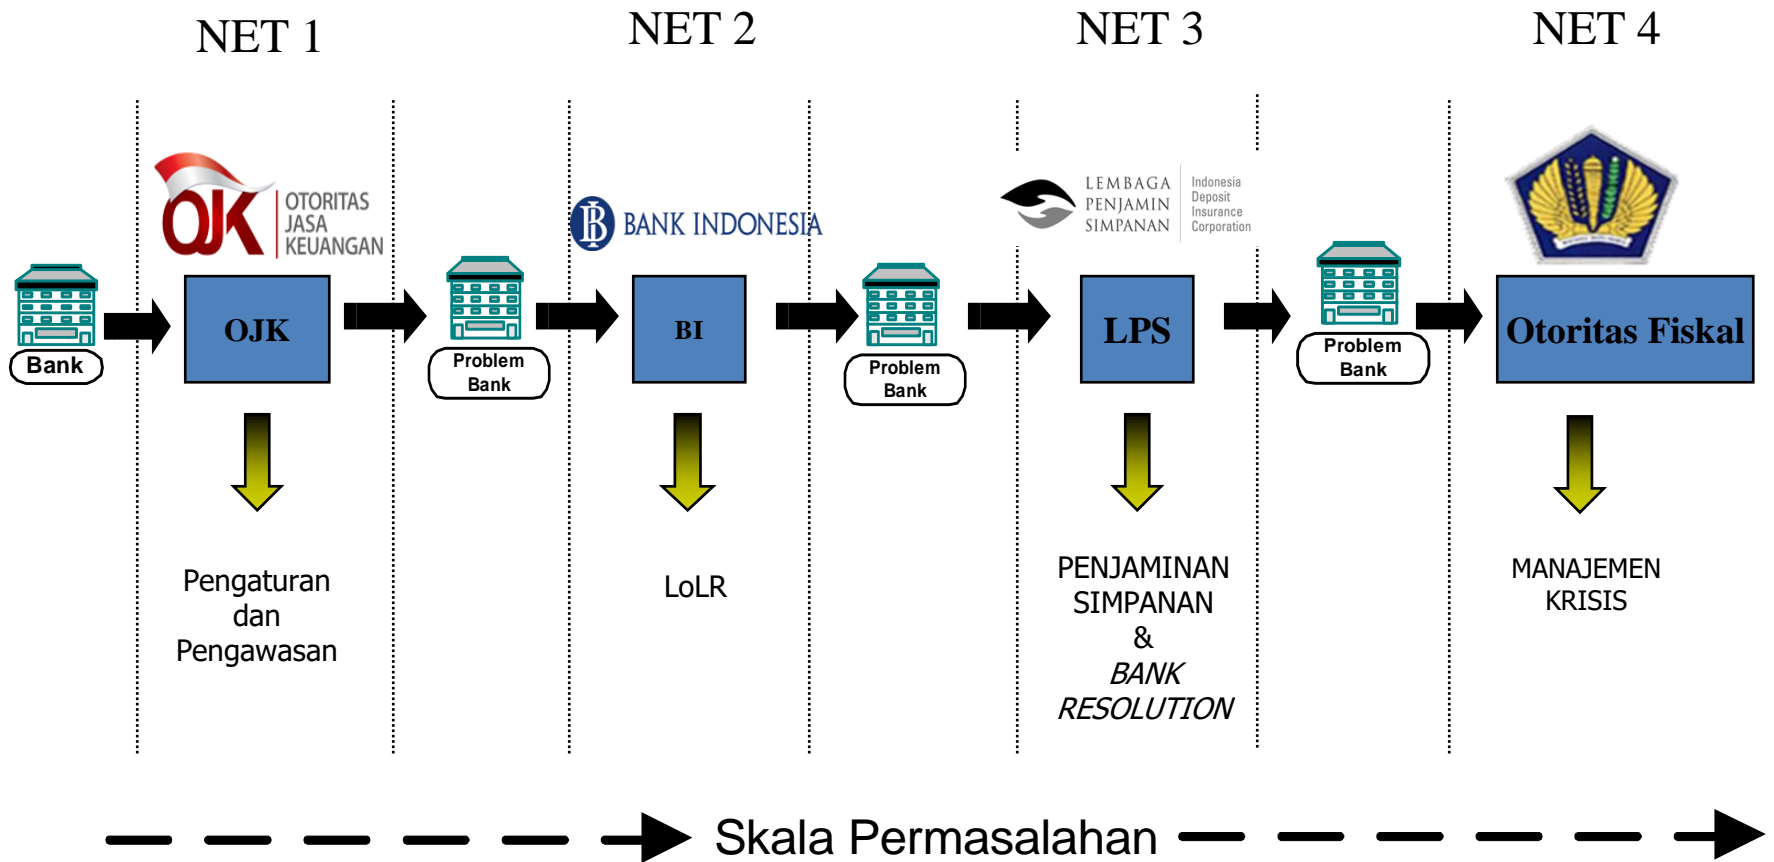 NET 1
NET 2
NET 3
NET 4
OJK
OTORITAS
JASA
KEUANGAN
BANK INDONESIA
LEMBAGA
PENJAMIN
SIMPANAN
Indonesia
Deposit
Insurance
Corporation
Bank
OJK
Problem
Bank
BI
Problem
Bank
LPS
Problem
Bank
Otoritas Fiskal
Pengaturan
dan
Pengawasan
LoLR
PENJAMINAN
SIMPANAN
&
BANK
RESOLUTION
MANAJEMEN
KRISIS
Skala Permasalahan